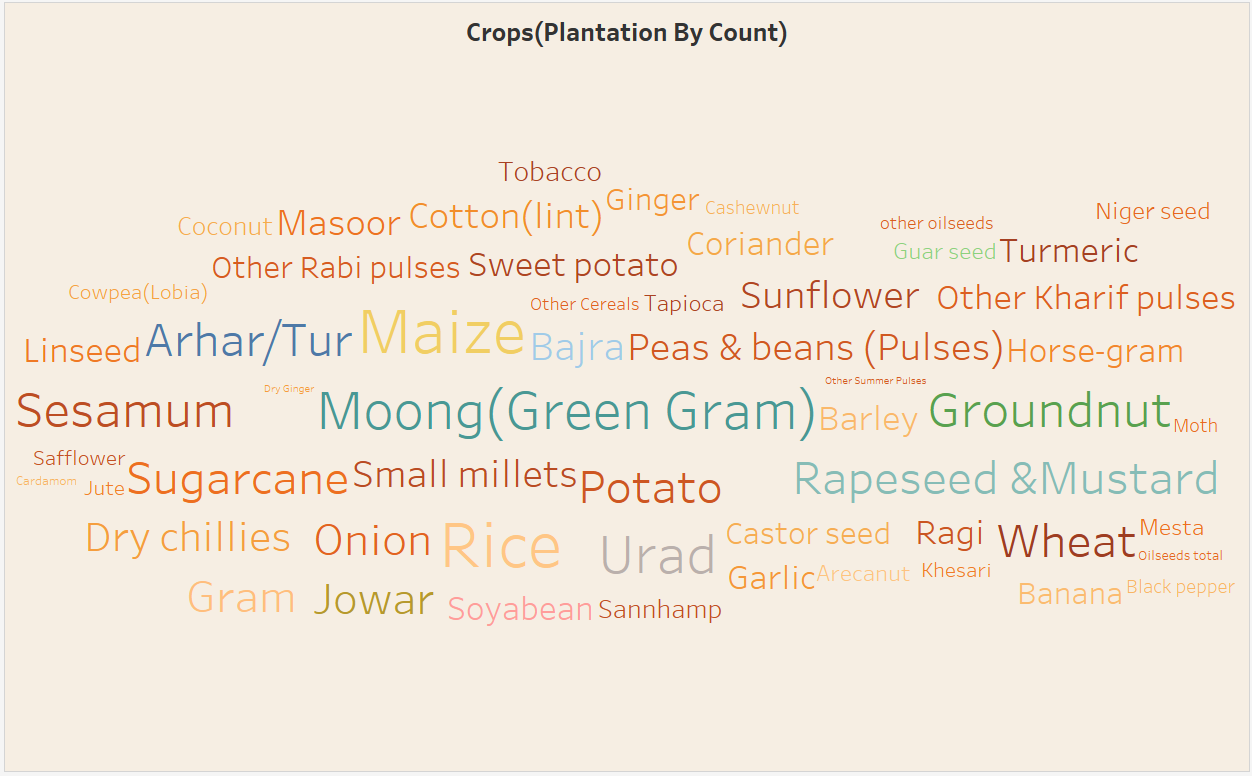 Crops(Plantation By Count)
Tobacco
Coconut Masoor Cotton(lint) Ginger Cashewnut other oilseeds Niger seed
Other Rabi pulses Sweet potato Coriander Guar seed Turmeric
Cowpea(Lobia) Other Cereals Tapioca Sunflower Other Kharif pulses
Linseed Arhar/Tur Maize Bajra Peas & beans (Pulses) Horse-gram
Dry Ginger Other Summer Pulses
Sesamum Moong(Green Gram) Barley Groundnut Moth
Safflower
Cardamom Jute Sugarcane Small millets Potato Rapeseed &Mustard
Dry chillies Onion Rice Urad Castor seed Ragi Wheat Mesta
Oilseeds total
Garlic Arecanut Khesari Banana Black pepper
Gram Jowar Soyabean Sannhamp